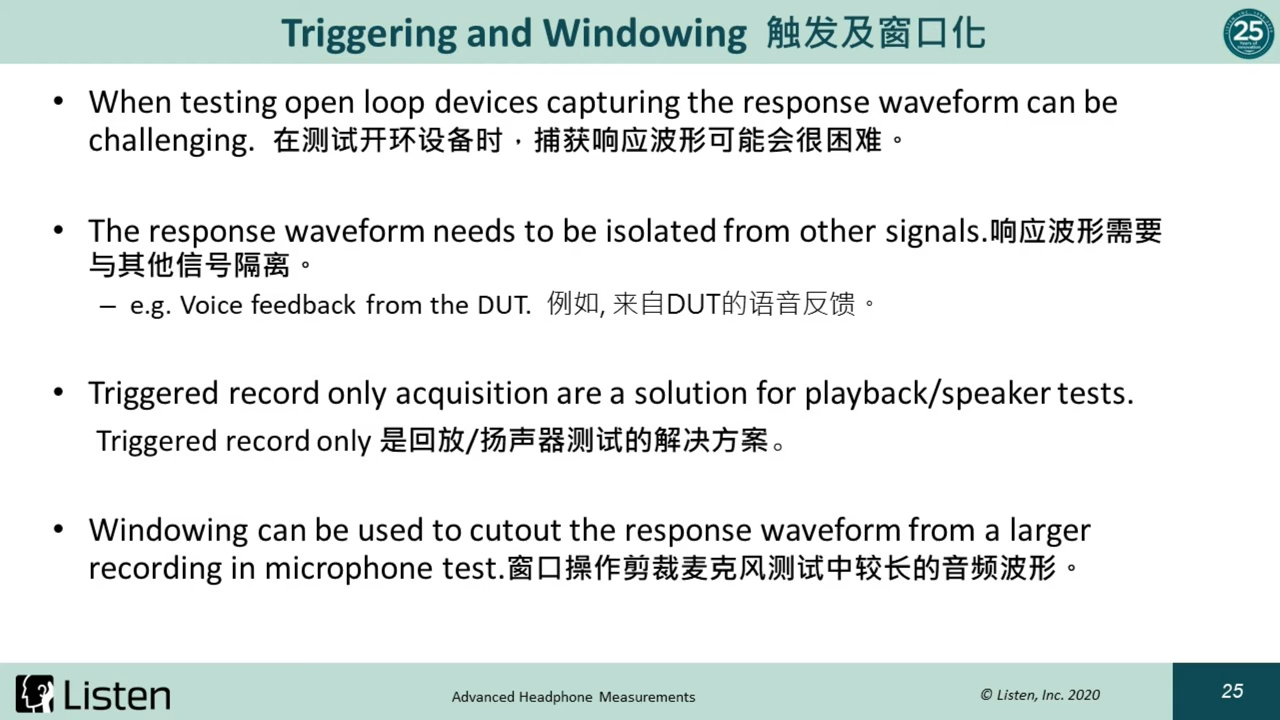 Triggering and Windowing 触发及窗口化
25
Years of
Innovation
• When testing open loop devices capturing the response waveform can be
challenging. 在测试开环设备时，捕获响应波形可能会很困难。
• The response waveform needs to be isolated from other signals.响应波形需要
与其他信号隔离。
– e.g. Voice feedback from the DUT. 例如, 来自DUT的语音反馈。
• Triggered record only acquisition are a solution for playback/speaker tests.
Triggered record only 是回放/扬声器测试的解决方案。
• Windowing can be used to cutout the response waveform from a larger
recording in microphone test.窗口操作剪裁麦克风测试中较长的音频波形。
Listen
Advanced Headphone Measurements
© Listen, Inc. 2020
25